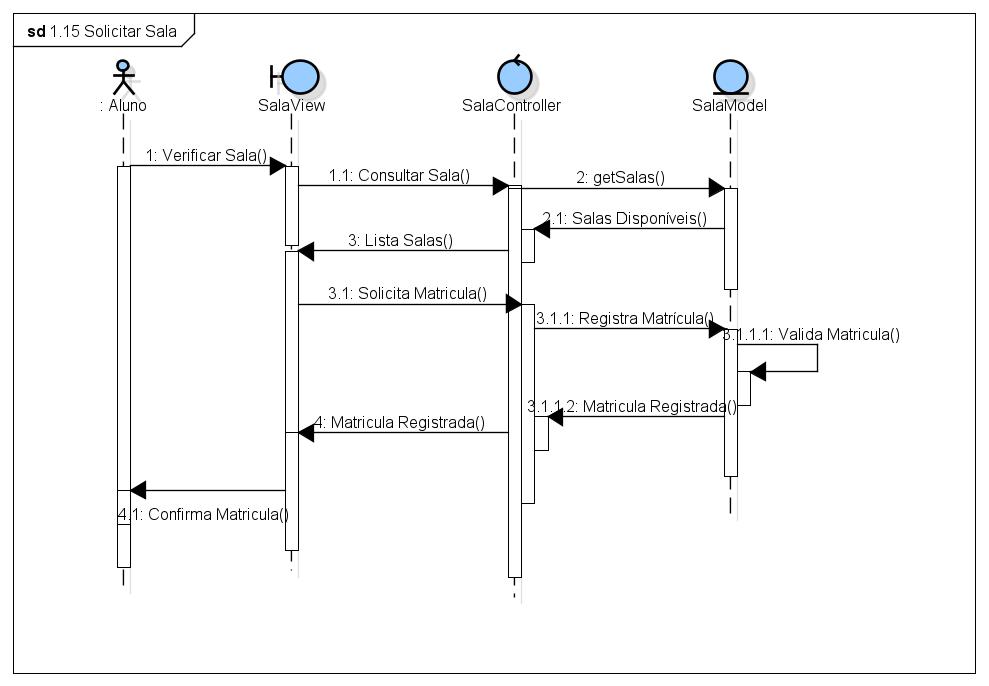 sd 1.15 Solicitar Sala
: Aluno
SalaView
SalaController
SalaModel
1: Verificar Sala()
1.1: Consultar Sala()
2: getSalas()
2.1: Salas Disponíveis()
3: Lista Salas()
3.1: Solicita Matricula()
3.1.1: Registra Matrícula()
3.1.1.1: Valida Matricula()
3.1.1.2: Matricula Registrada()
4: Matricula Registrada()
4.1: Confirma Matricula()